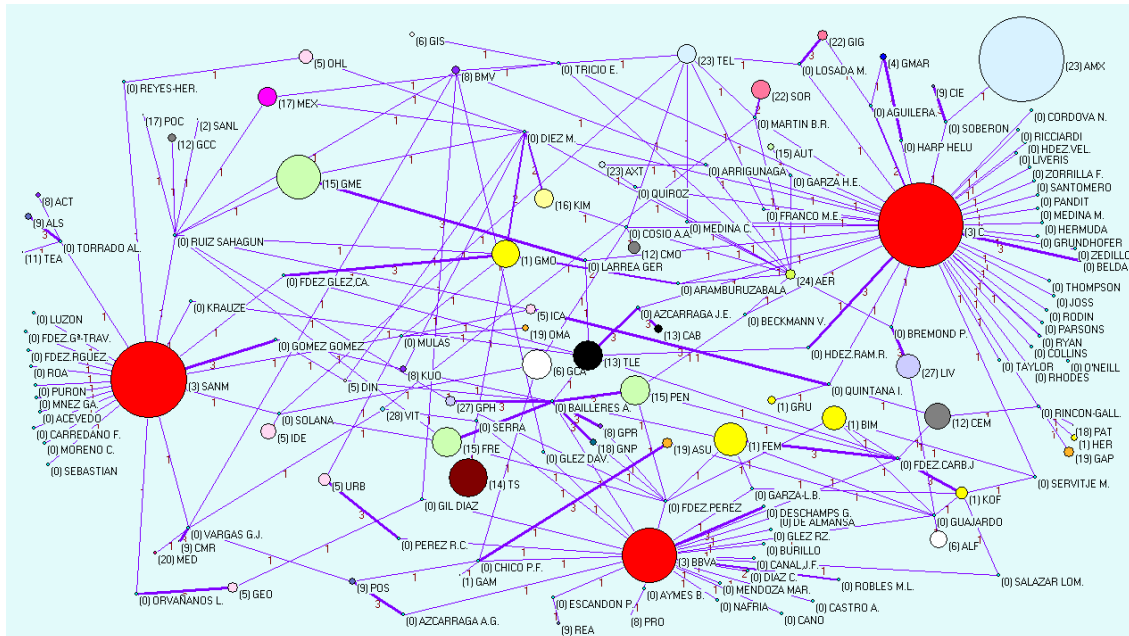 (6) GIS
(22) GIG
(5) OHL
(23) TEL
(0) LOSADA M.
(4) GMAR
(23) AMX
(8) BMV
(0) TRICIO E.
(0) REYES-HER.
(9) CIE
(22) SOR
(17) MEX
(0) AGUILERA.
(0) SOBERON
(0) CORDOVA N.
(17) POC
(2) SANL
(0) MARTIN B.R.
(0) DIEZ M.
(0) RICCIARDI
(12) GCC
(0) HARP HELU
(0) HDEZ.VEL.
(15) AUT
(0) LIVERIS
(23) AXT
(0) ARRIGUNAGA
(0) ZORRILLA F.
(15) GME
(0) GARZA H.E.
(0) QUIROZ
(0) SANTOMERO
(8) ACT
(16) KIM
(0) PANDIT
(0) FRANCO M.E.
(0) MEDINA M.
(9) ALS
(0) MEDINA C.
(0) HERMUDA
(0) COSIO A.A.
(3) C
(0) GRUNDHOFER
(0) TORRADO AL.
(0) RUIZ SAHAGUN
(12) CMO
(0) ZEDILLO
(11) TEA
(1) GMO
(0) LARREA GER
(0) BELDA
(24) AER
(0) FDEZ.GLEZ,CA.
(0) ARAMBURUZABALA
(0) THOMPSON
(0) JOSS
(0) KRAUZE
(5) ICA
(0) AZCARRAGA J.E.
(0) BECKMANN V.
(0) RODIN
(0) LUZON
(19) OMA
(13) CAB
(0) BREMOND P.
(0) PARSONS
(0) FDEZ.Gª-TRAV.
(0) GOMEZ GOMEZ
(0) MULAS
(0) RYAN
(0) FDEZ.RGUEZ.
(0) HDEZ.RAM.R.
(0) COLLINS
(13) TLE
(0) O'NEILL
(0) ROA
(8) KUO
(6) GCA
(27) LIV
(0) TAYLOR
(0) RHODES
(3) SANM
(5) DIN
(0) PURON
(0) QUINTANA I.
(15) PEN
(0) MNEZ GA.
(27) GPH
(1) GRU
(0) ACEVEDO
(0) SOLANA
(28) VIT
(0) BAILLERES A.
(0) RINCON-GALL.
(0) CARREDANO F.
(0) SERRA
(8) GPR
(1) BIM
(12) CEM
(18) PAT
(5) IDE
(15) FRE
(18) GNP
(19) ASU
(1) FEM
(1) HER
(0) MORENO C.
(0) GLEZ DAV.
(19) GAP
(0) SEBASTIAN
(0) FDEZ.CARB.J
(5) URB
(14) TS
(0) SERVITJE M.
(0) GARZA-L.B.
(1) KOF
(0) GIL DIAZ
(0) FDEZ.PEREZ
(0) DESCHAMPS G.
(0) VARGAS G.J.
(0) DE ALMANSA
(0) GUAJARDO
(0) GLEZ RZ.
(9) CMR
(0) PEREZ R.C.
(6) ALF
(20) MED
(0) BURILLO
(3) BBVA
(0) CANAL.J.F.
(0) CHICO P.F.
(0) DIAZ C.
(0) SALAZAR LOM.
(1) GAM
(9) POS
(0) MENDOZA MAR.
(0) ROBLES M.L.
(5) GEO
(0) AYMES B.
(0) ORVAÑANOS L.
(0) ESCANDON P.
(0) NAFRIA
(0) CASTRO A.
(0) AZCARRAGA A.G.
(0) CANO
(9) REA
(8) PRO